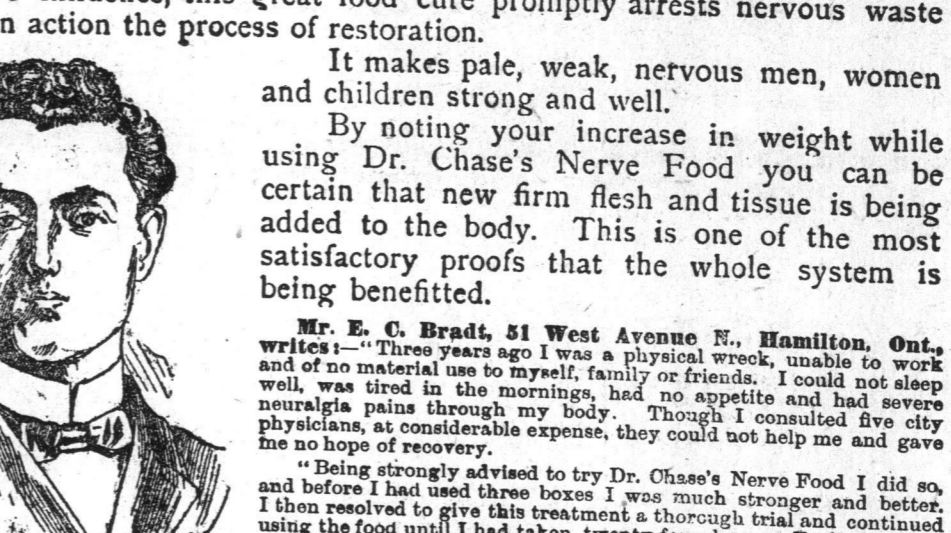 this great food cure promptly arrests nervous waste
n action the process of restoration.
It makes pale, weak, nervous men, women
and children strong and well.
By noting your increase in weight while
using Dr. Chase's Nerve Food you can be
certain that new firm flesh and tissue is being
added to the body. This is one of the most
satisfactory proofs that the whole system is
being benefitted.
Mr. E. C. Bradt, 51 West Avenue N., Hamilton, Ont.,
writes:—"Three years ago I was a physical wreck, unable to work
and of no material use to myself, family or friends. I could not sleep
well, was tired in the mornings, had no appetite and had severe
neuralgia pains through my body. Though I consulted five city
physicians, at considerable expense, they could not help me and gave
me no hope of recovery.
"Being strongly advised to try Dr. Chase's Nerve Food I did so,
and before I had used three boxes I was much stronger and better.
I then resolved to give this treatment a thorough trial and continued
using the food until I had taken